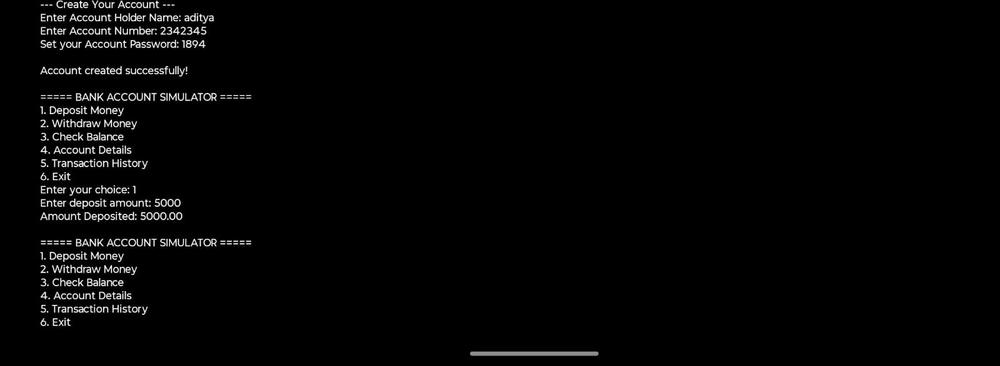 --- Create Your Account ---
Enter Account Holder Name: aditya
Enter Account Number: 2342345
Set your Account Password: 1894
Account created successfully!
===== BANK ACCOUNT SIMULATOR =====
1. Deposit Money
2. Withdraw Money
3. Check Balance
4. Account Details
5. Transaction History
6. Exit
Enter your choice: 1
Enter deposit amount: 5000
Amount Deposited: 5000.00
===== BANK ACCOUNT SIMULATOR =====
1. Deposit Money
2. Withdraw Money
3. Check Balance
4. Account Details
5. Transaction History
6. Exit